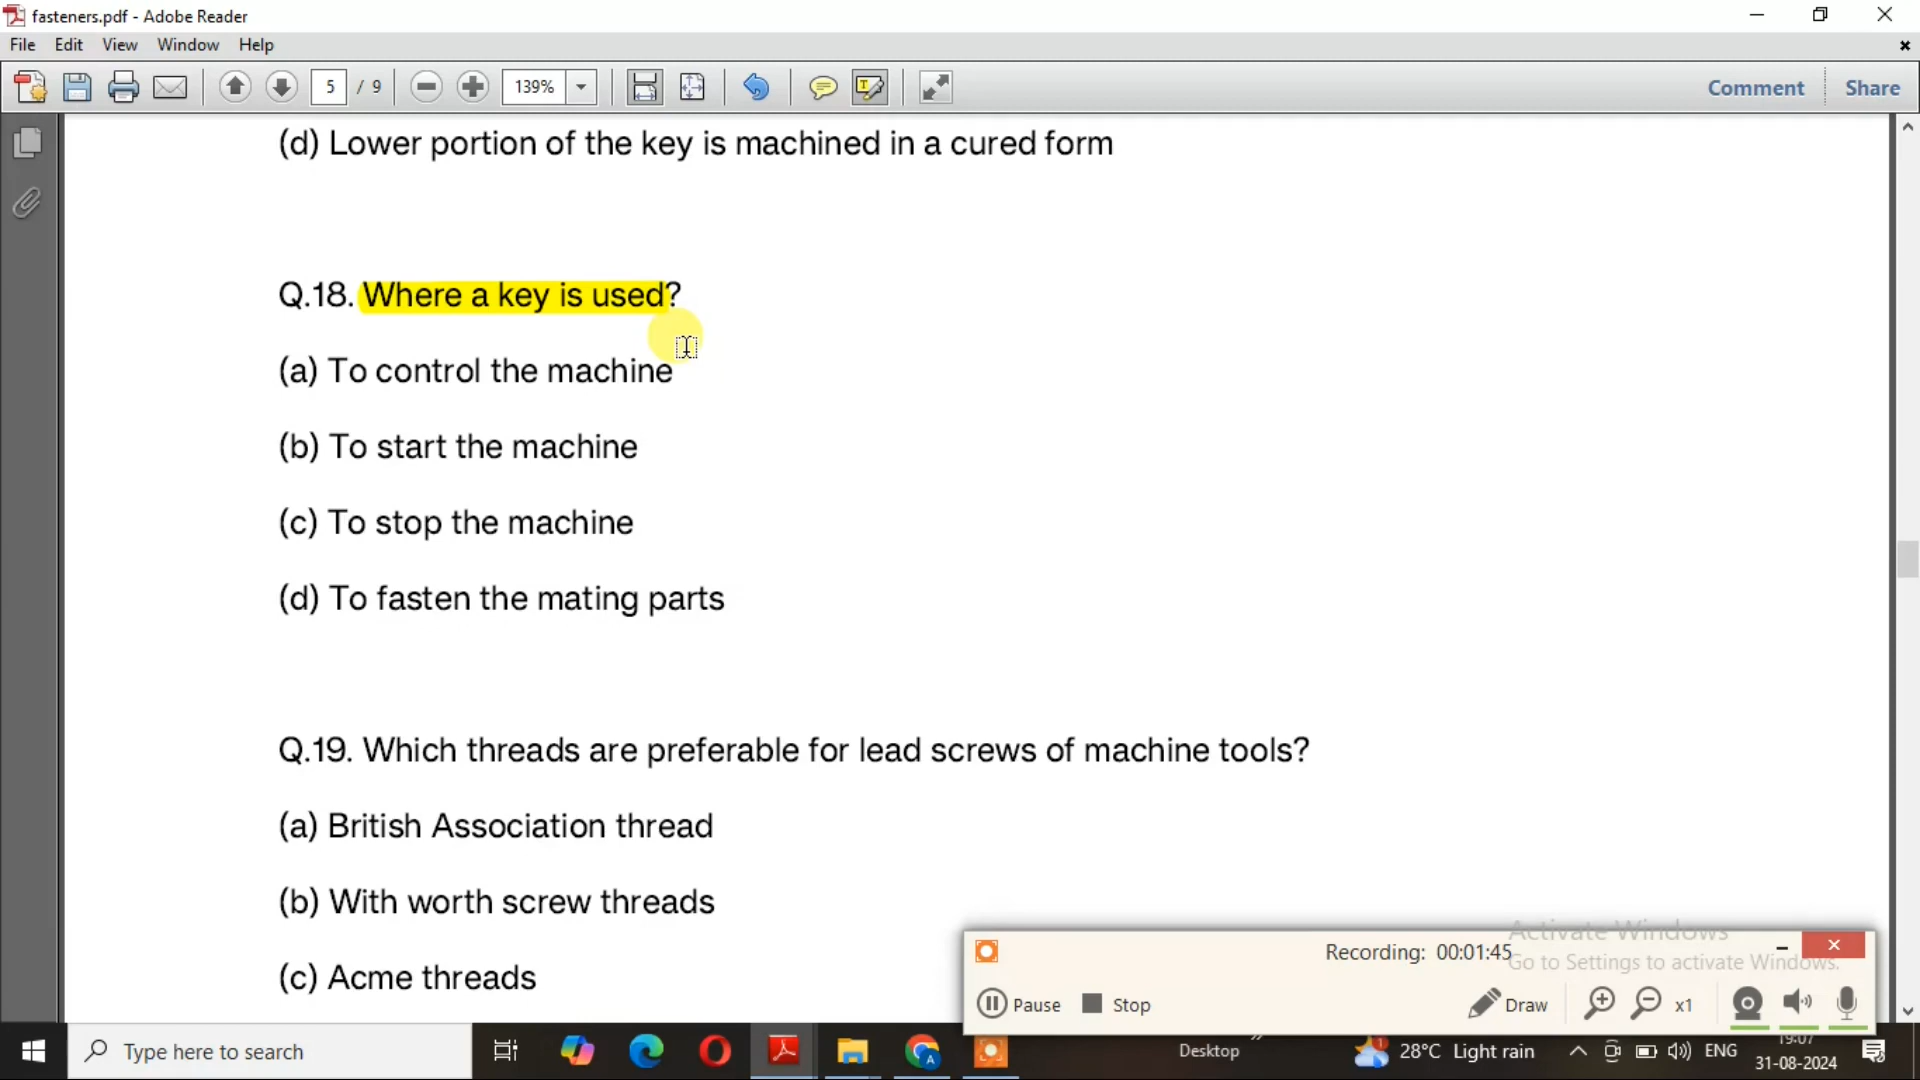 fasteners.pdf - Adobe Reader
File Edit View Window Help
5 / 9 139% Comment Share
(d) Lower portion of the key is machined in a cured form
Q.18. Where a key is used?
(a) To control the machine
(b) To start the machine
(c) To stop the machine
(d) To fasten the mating parts
Q.19. Which threads are preferable for lead screws of machine tools?
(a) British Association thread
(b) With worth screw threads
(c) Acme threads
Activate Windows
Go to Settings to activate Windows.
Recording: 00:01:45
Pause Stop Draw x1
Type here to search
Desktop
28°C Light rain
ENG
19:07
31-08-2024